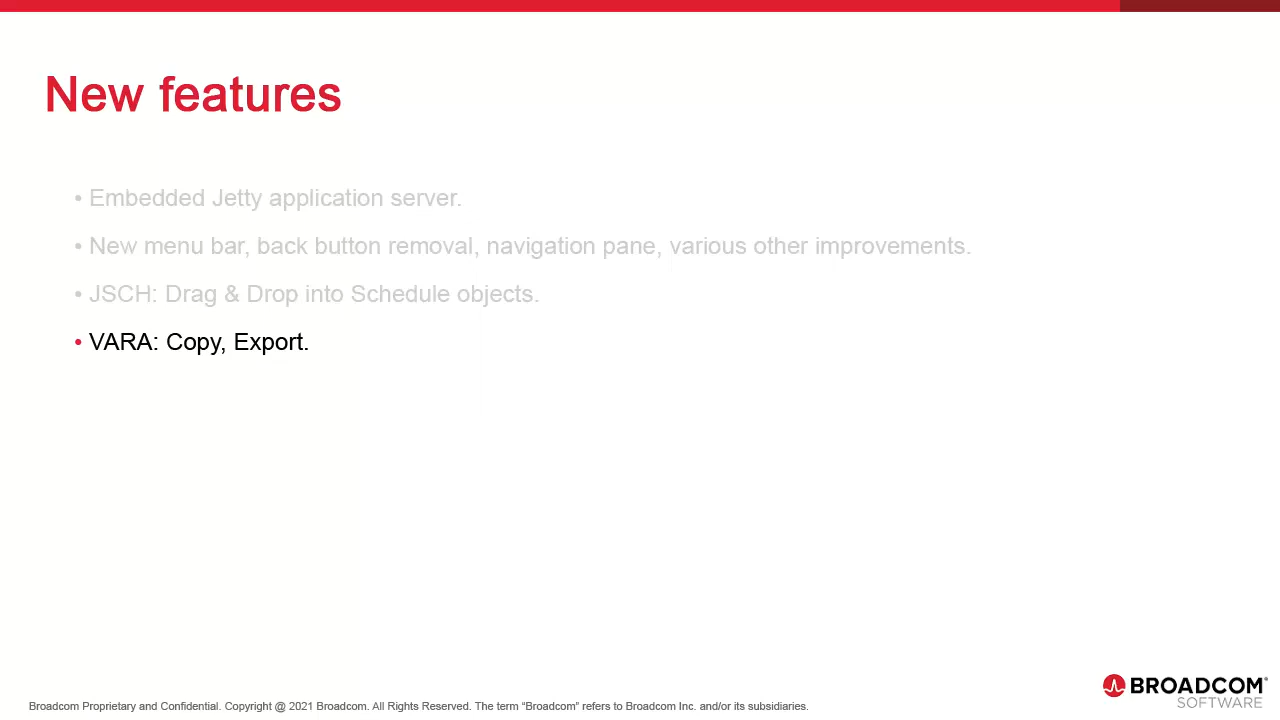 New features
• Embedded Jetty application server.
• New menu bar, back button removal, navigation pane, various other improvements.
• JSCH: Drag & Drop into Schedule objects.
• VARA: Copy, Export.
BROADCOM®
SOFTWARE
Broadcom Proprietary and Confidential. Copyright @ 2021 Broadcom. All Rights Reserved. The term “Broadcom” refers to Broadcom Inc. and/or its subsidiaries.